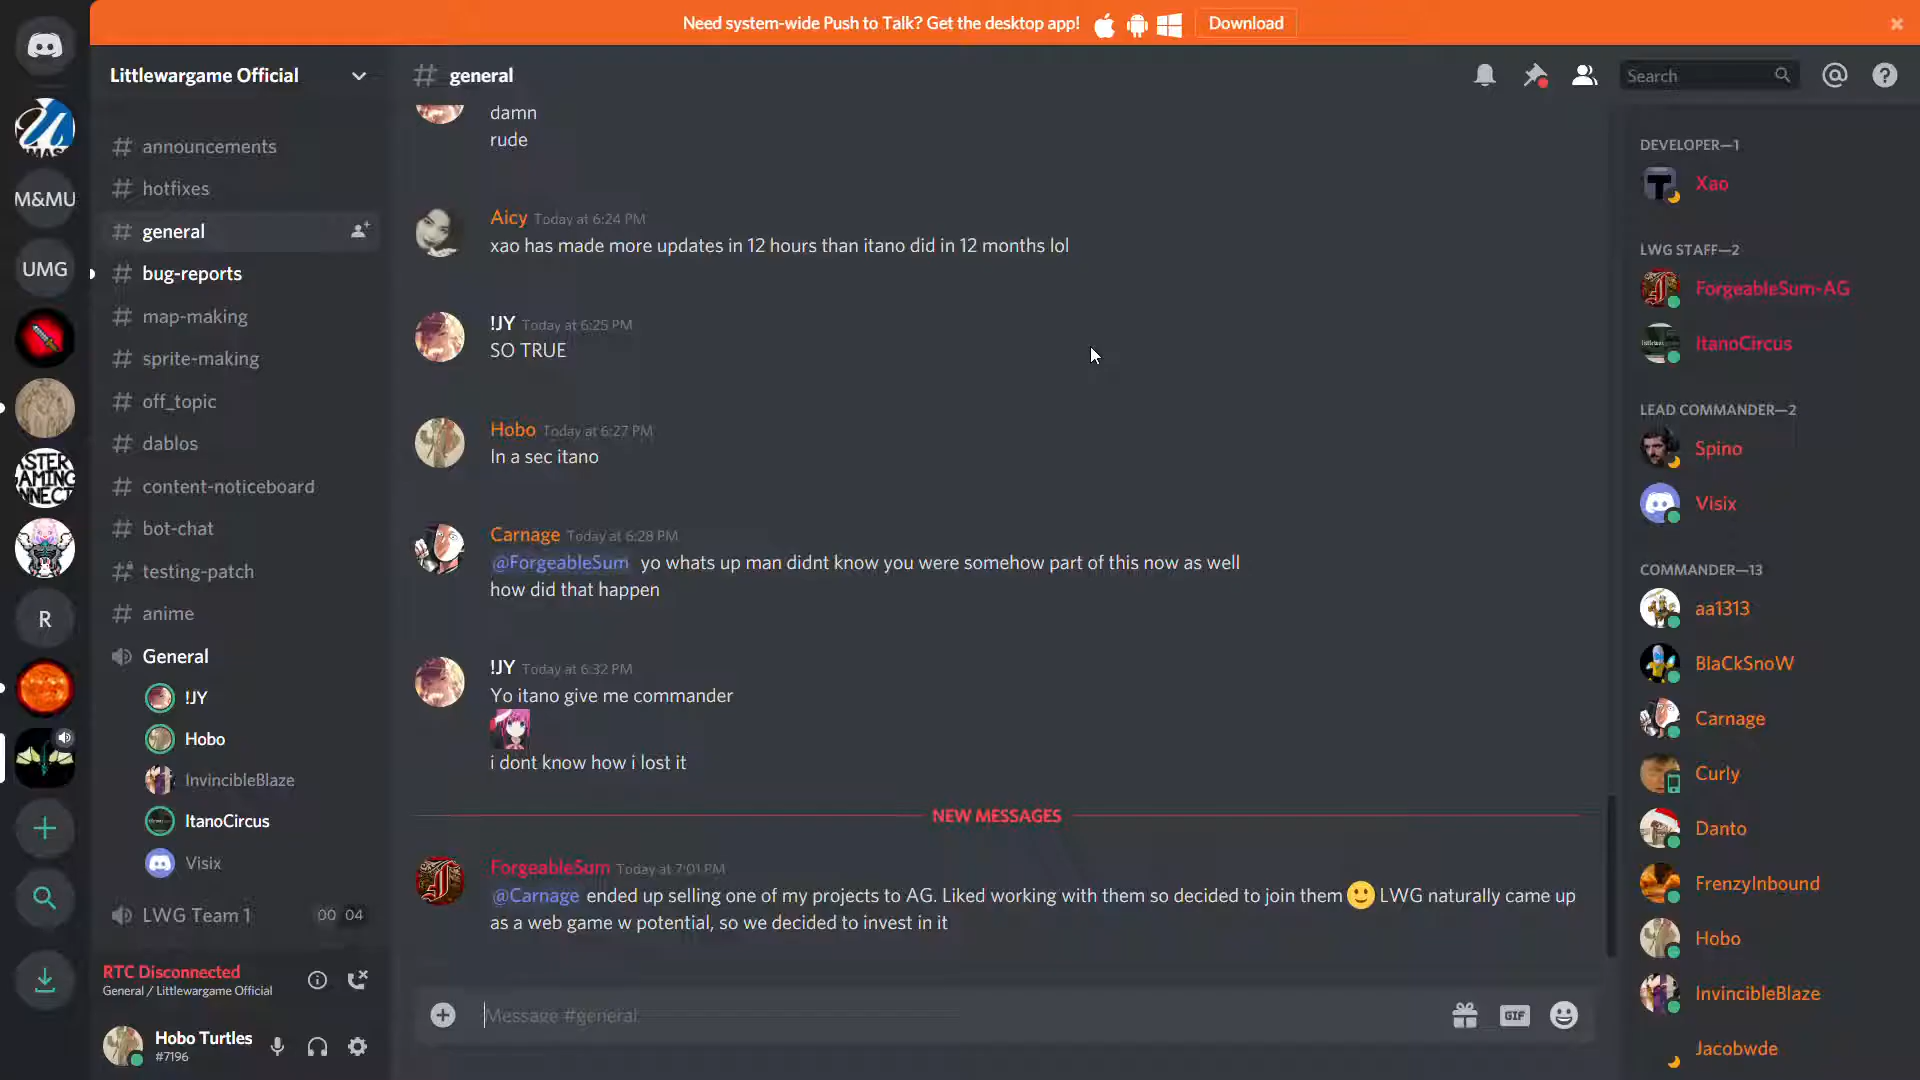 Need system-wide Push to Talk? Get the desktop app! Download
Littlewargame Official
general
Search
MAS
M&MU
UMG
STER
AMING
NNECT
R
announcements
hotfixes
general
bug-reports
map-making
sprite-making
off_topic
dablos
content-noticeboard
bot-chat
testing-patch
anime
General
!JY
Hobo
InvincibleBlaze
ItanoCircus
Visix
LWG Team 1 00 04
RTC Disconnected
General / Littlewargame Official
Hobo Turtles
#7196
damn
rude
Aicy Today at 6:24 PM
xao has made more updates in 12 hours than itano did in 12 months lol
!JY Today at 6:25 PM
SO TRUE
Hobo Today at 6:27 PM
In a sec itano
Carnage Today at 6:28 PM
@ForgeableSum yo whats up man didnt know you were somehow part of this now as well
how did that happen
!JY Today at 6:32 PM
Yo itano give me commander
i dont know how i lost it
NEW MESSAGES
ForgeableSum Today at 7:01 PM
@Carnage ended up selling one of my projects to AG. Liked working with them so decided to join them 🙂 LWG naturally came up
as a web game w potential, so we decided to invest in it
Message #general
GIF
DEVELOPER—1
Xao
LWG STAFF—2
ForgeableSum-AG
ItanoCircus
LEAD COMMANDER—2
Spino
Visix
COMMANDER—13
aa1313
BlaCkSnoW
Carnage
Curly
Danto
FrenzyInbound
Hobo
InvincibleBlaze
Jacobwde